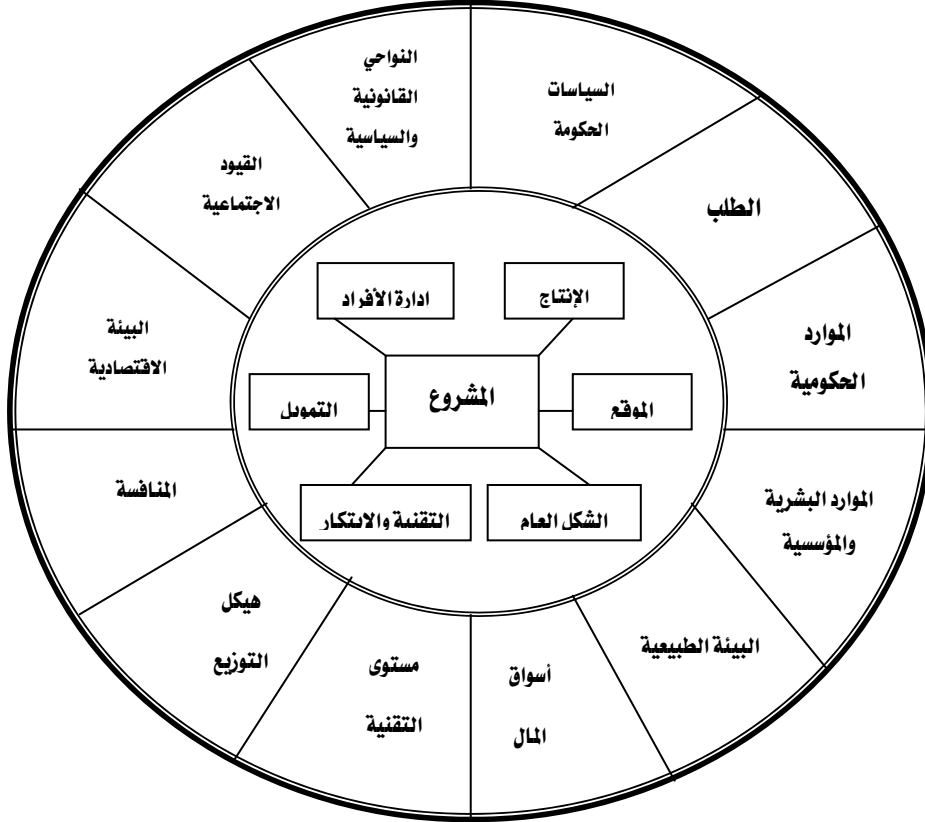 النواحي
القانونية
والسياسية
السياسات
الحكومة
الطلب
الموارد
الحكومية
الموارد البشرية
والمؤسسية
البيئة الطبيعية
أسواق
المال
مستوى
التقنية
هيكل
التوزيع
المنافسة
البيئة
الاقتصادية
القيود
الاجتماعية
ادارة الأفراد
الإنتاج
التمويل
المشروع
الموقع
التقنية والابتكار
الشكل العام